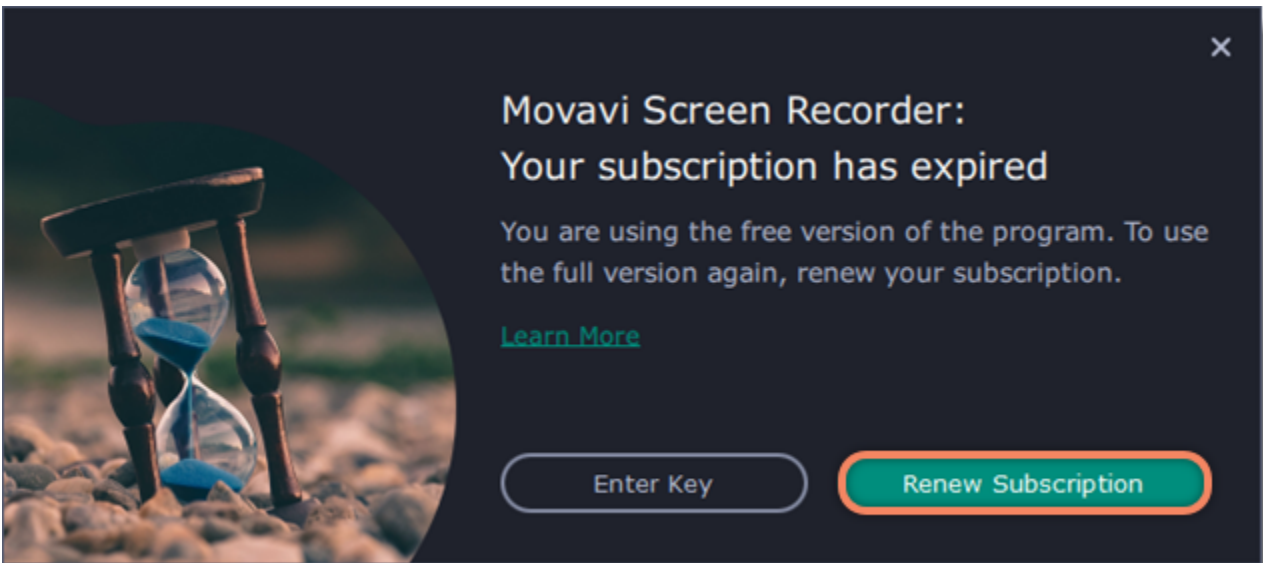 Movavi Screen Recorder:
Your subscription has expired
You are using the free version of the program. To use
the full version again, renew your subscription.
Learn More
Enter Key
Renew Subscription